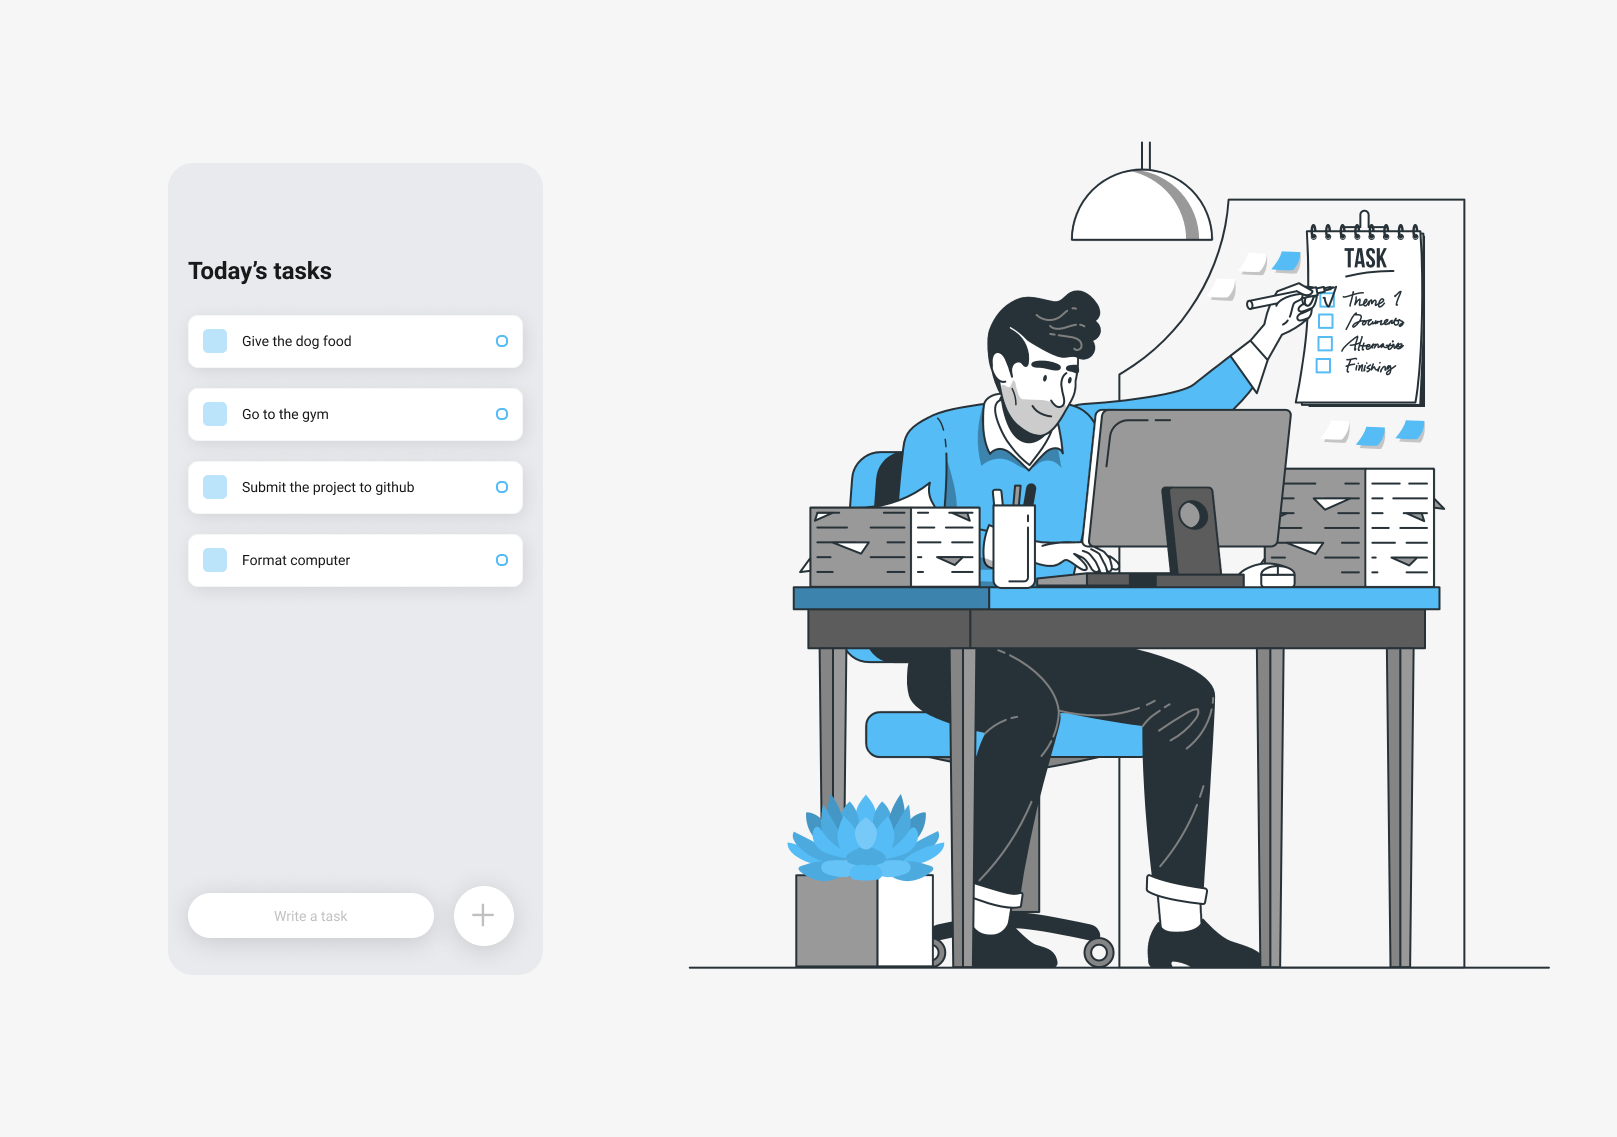 Today's tasks
Give the dog food
Go to the gym
Submit the project to github
Format computer
Write a task
TASK
Theme 1
Documents
Alternative
Finishing